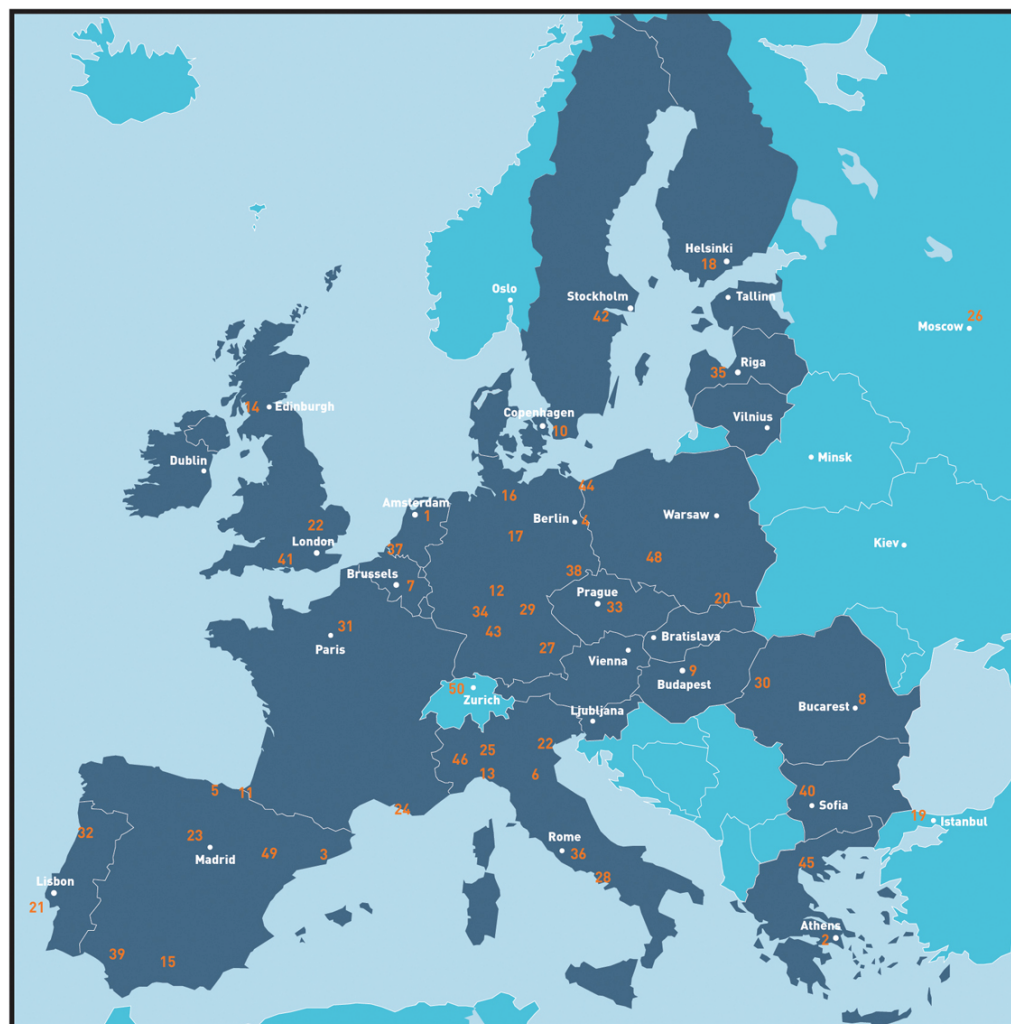 Helsinki
18
Oslo
Stockholm
42
Tallinn
26
Moscow
Riga
35
14
Edinburgh
Copenhagen
10
Vilnius
Dublin
Minsk
44
16
Amsterdam
1
22
Berlin
4
Warsaw
17
London
41
37
Kiev
48
Brussels
7
38
12
Prague
33
20
34
29
31
43
Paris
Bratislava
27
Vienna
9
Budapest
30
50
Zurich
8
Bucarest
Ljubljana
22
25
46
13
6
5
11
40
Sofia
24
19
Istanbul
32
23
Madrid
49
3
Rome
36
45
28
Lisbon
21
Athens
2
39
15